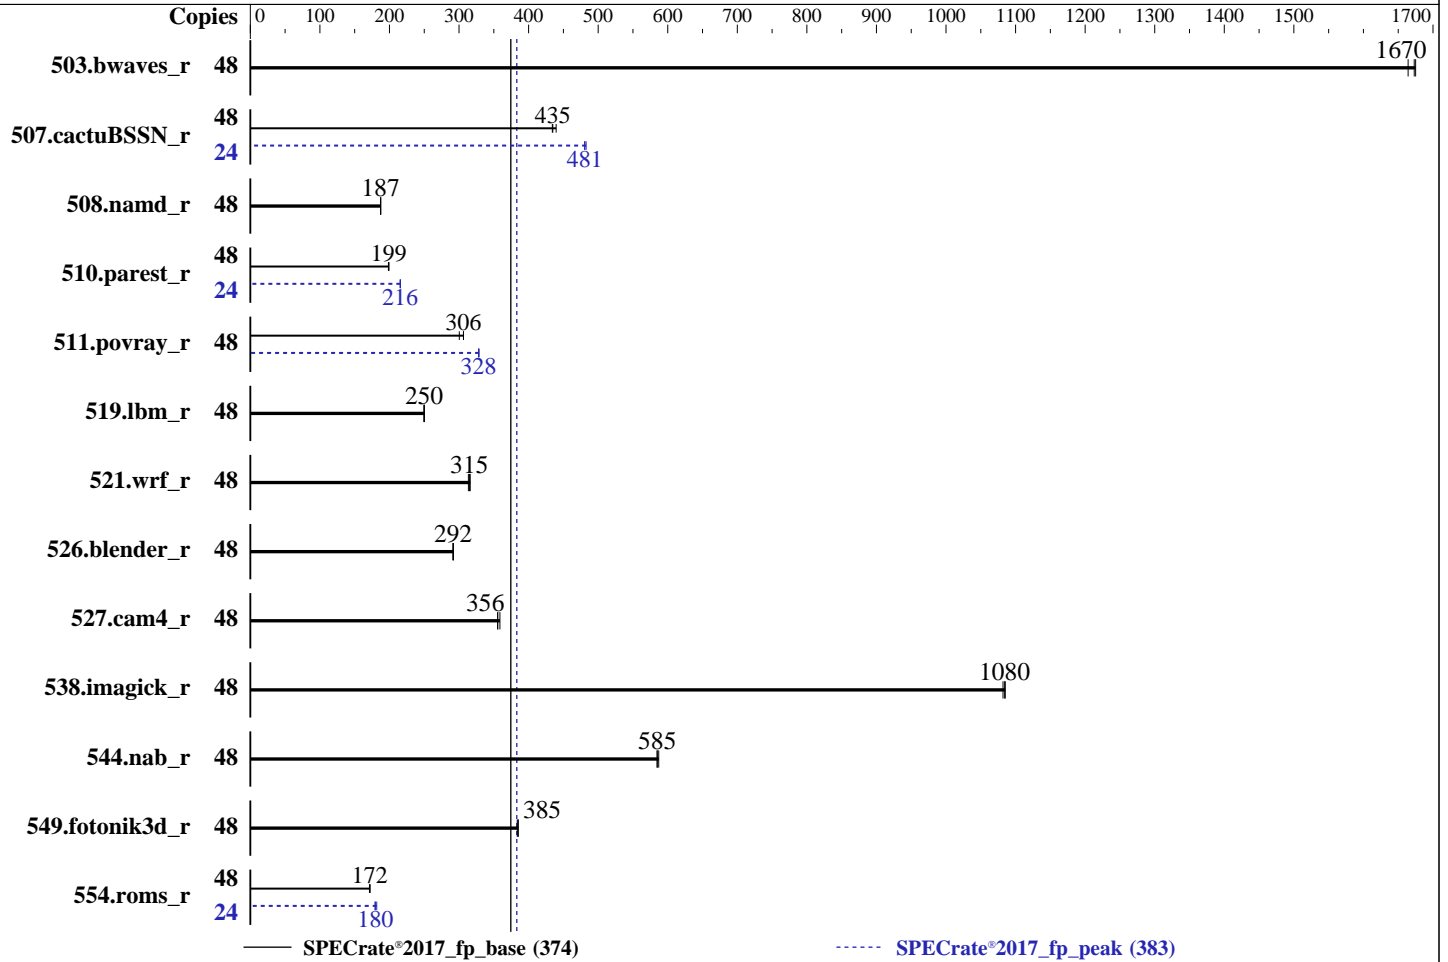 Copies 0 100 200 300 400 500 600 700 800 900 1000 1100 1200 1300 1400 1500 1700
503.bwaves_r 48 1670
507.cactuBSSN_r 48 435
24 481
508.namd_r 48 187
510.parest_r 48 199
24 216
511.povray_r 48 306
328
519.lbm_r 48 250
521.wrf_r 48 315
526.blender_r 48 292
527.cam4_r 48 356
538.imagick_r 48 1080
544.nab_r 48 585
549.fotonik3d_r 48 385
554.roms_r 48 172
24 180
SPECrate®2017_fp_base (374) SPECrate®2017_fp_peak (383)